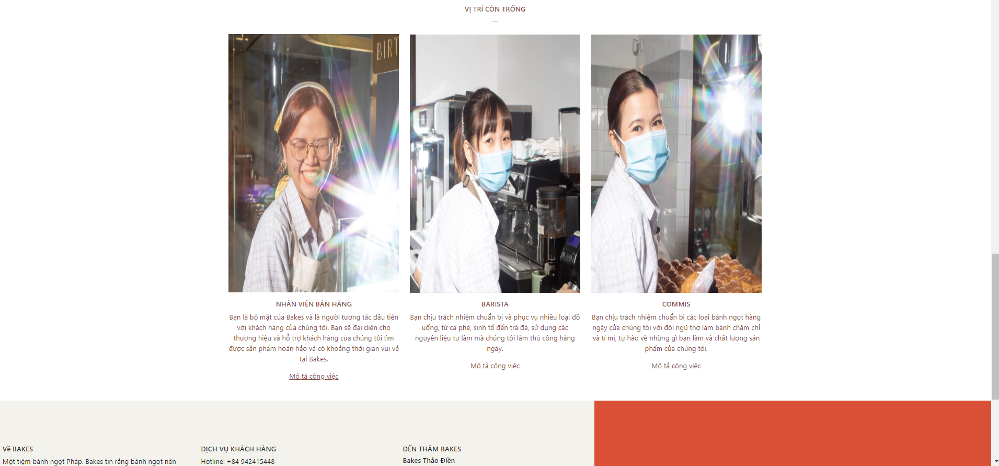 VỊ TRÍ CÒN TRỐNG
BIRT
NHÂN VIÊN BÁN HÀNG
Bạn là bộ mặt của Bakes và là người tương tác đầu tiên
với khách hàng của chúng tôi. Bạn sẽ đại diện cho
thương hiệu và hỗ trợ khách hàng của chúng tôi tìm
được sản phẩm hoàn hảo và có khoảng thời gian vui vẻ
tại Bakes.
Mô tả công việc
BARISTA
Bạn chịu trách nhiệm chuẩn bị và phục vụ nhiều loại đồ
uống, từ cà phê, sinh tố đến trà đá, sử dụng các
nguyên liệu tự làm mà chúng tôi làm thủ công hàng
ngày.
Mô tả công việc
COMMIS
Bạn chịu trách nhiệm chuẩn bị các loại bánh ngọt hàng
ngày của chúng tôi với đội ngũ thợ làm bánh chăm chỉ
và tỉ mỉ, tự hào về những gì bạn làm và chất lượng sản
phẩm của chúng tôi.
Mô tả công việc
Về BAKES
Một tiệm bánh ngọt Pháp. Bakes tin rằng bánh ngọt nên
DỊCH VỤ KHÁCH HÀNG
Hotline: +84 942415448
ĐẾN THĂM BAKES
Bakes Thảo Điền